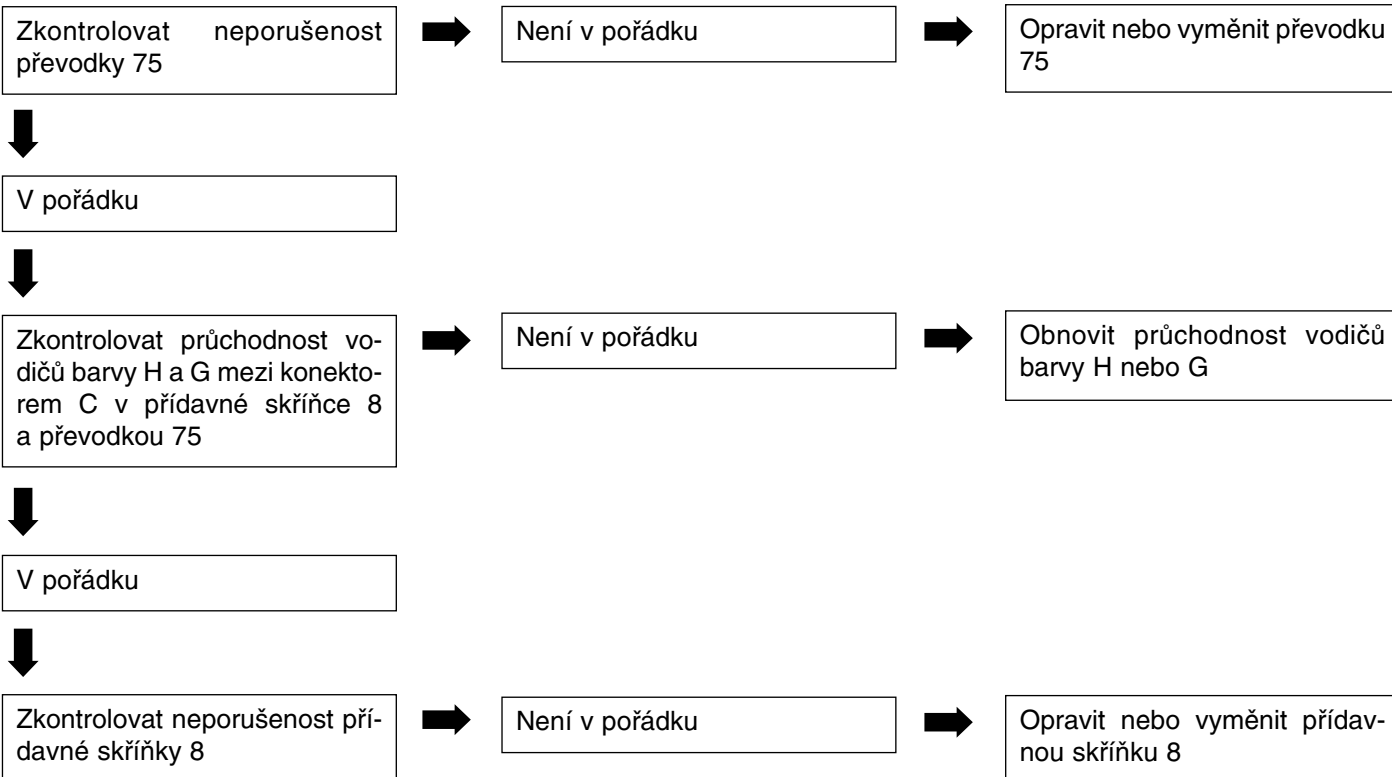 Zkontrolovat neporušenost
převodky 75
Není v pořádku
Opravit nebo vyměnit převodku
75
V pořádku
Zkontrolovat průchodnost vo-
dičů barvy H a G mezi konekto-
rem C v přídavné skříňce 8
a převodkou 75
Není v pořádku
Obnovit průchodnost vodičů
barvy H nebo G
V pořádku
Zkontrolovat neporušenost pří-
davné skříňky 8
Není v pořádku
Opravit nebo vyměnit přídav-
nou skříňku 8